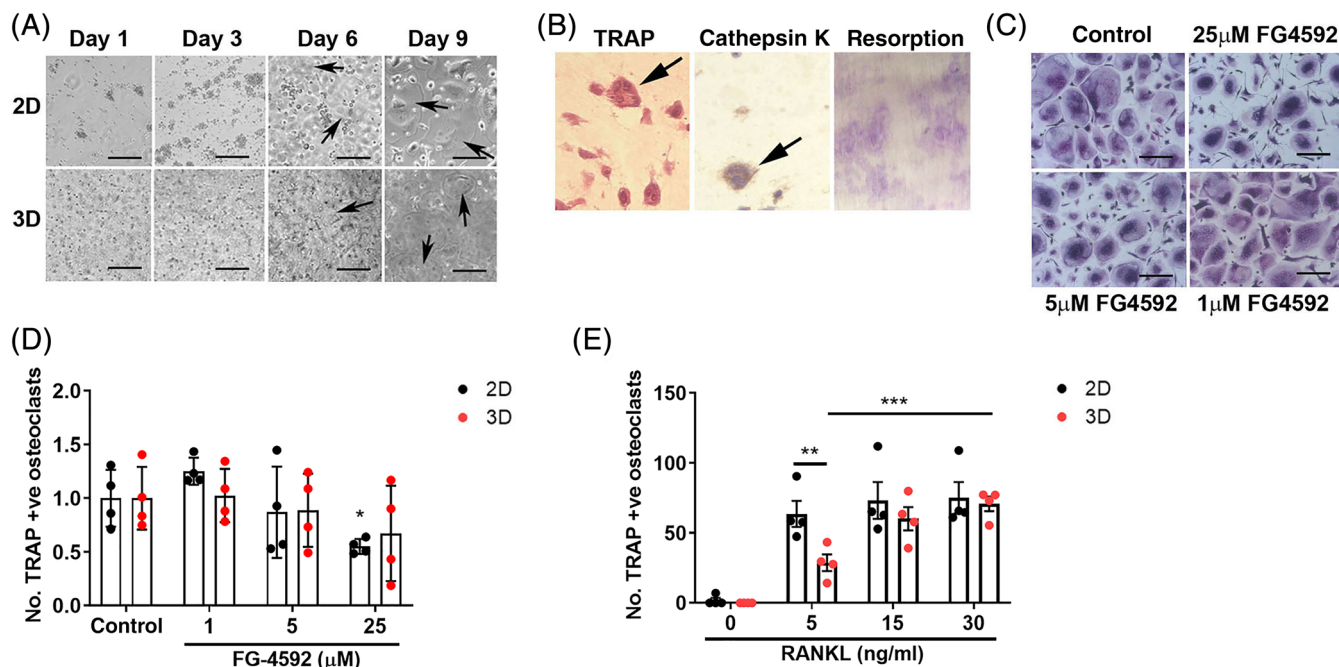 (A)
Day 1 Day 3 Day 6 Day 9
2D
3D
(B)
TRAP Cathepsin K Resorption
(C)
Control 25μM FG4592
5μM FG4592 1μM FG4592
(D)
No. TRAP +ve osteoclasts
2.0
1.5
1.0
0.5
0.0
*
2D
3D
Control 1 5 25
FG-4592 (μM)
(E)
No. TRAP +ve osteoclasts
150
100
50
0
***
**
2D
3D
0 5 15 30
RANKL (ng/ml)